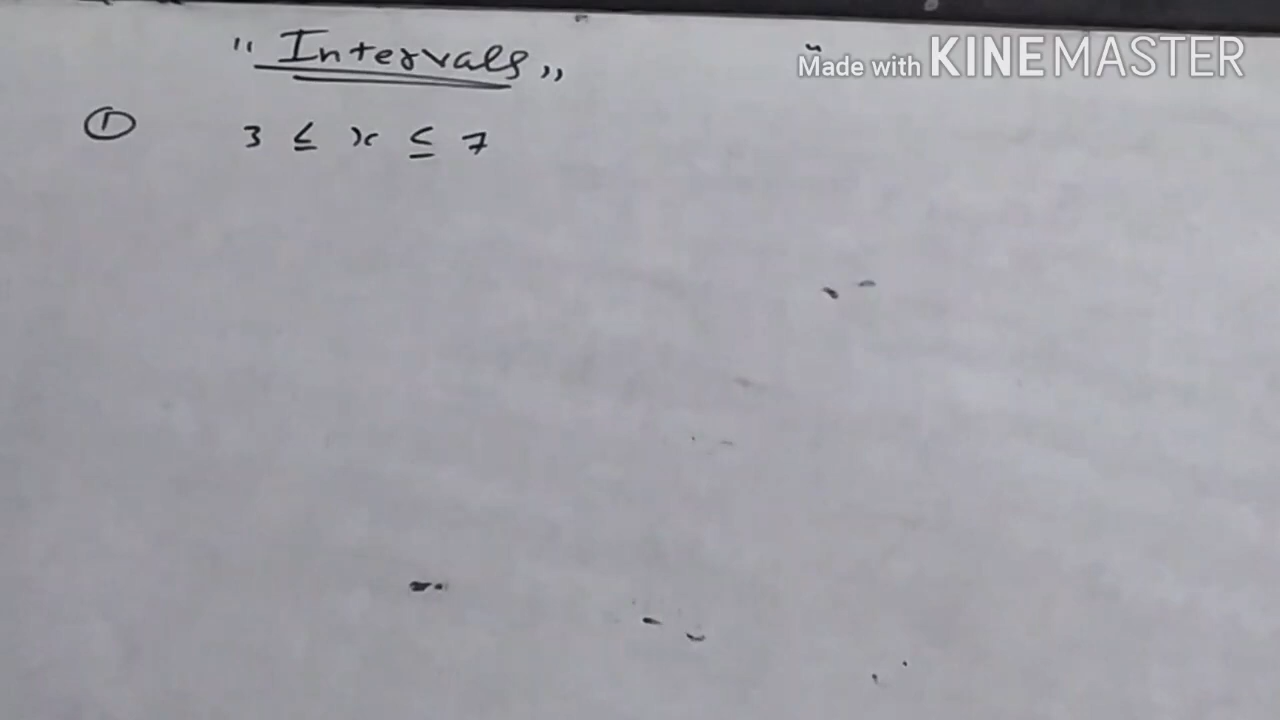 "Intervals"
Made with KINEMASTER
① 3 ≤ x ≤ 7